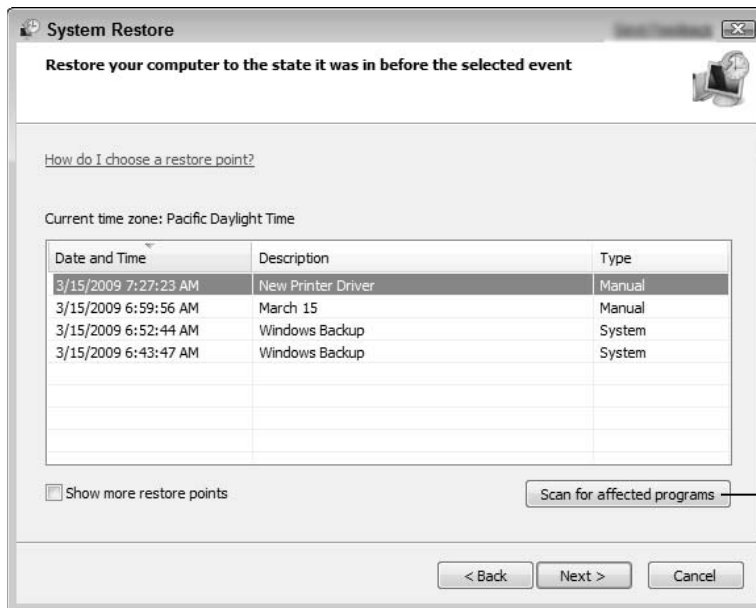 System Restore
Restore your computer to the state it was in before the selected event
How do I choose a restore point?
Current time zone: Pacific Daylight Time
Date and Time Description Type
3/15/2009 7:27:23 AM New Printer Driver Manual
3/15/2009 6:59:56 AM March 15 Manual
3/15/2009 6:52:44 AM Windows Backup System
3/15/2009 6:43:47 AM Windows Backup System
Show more restore points Scan for affected programs
< Back Next > Cancel